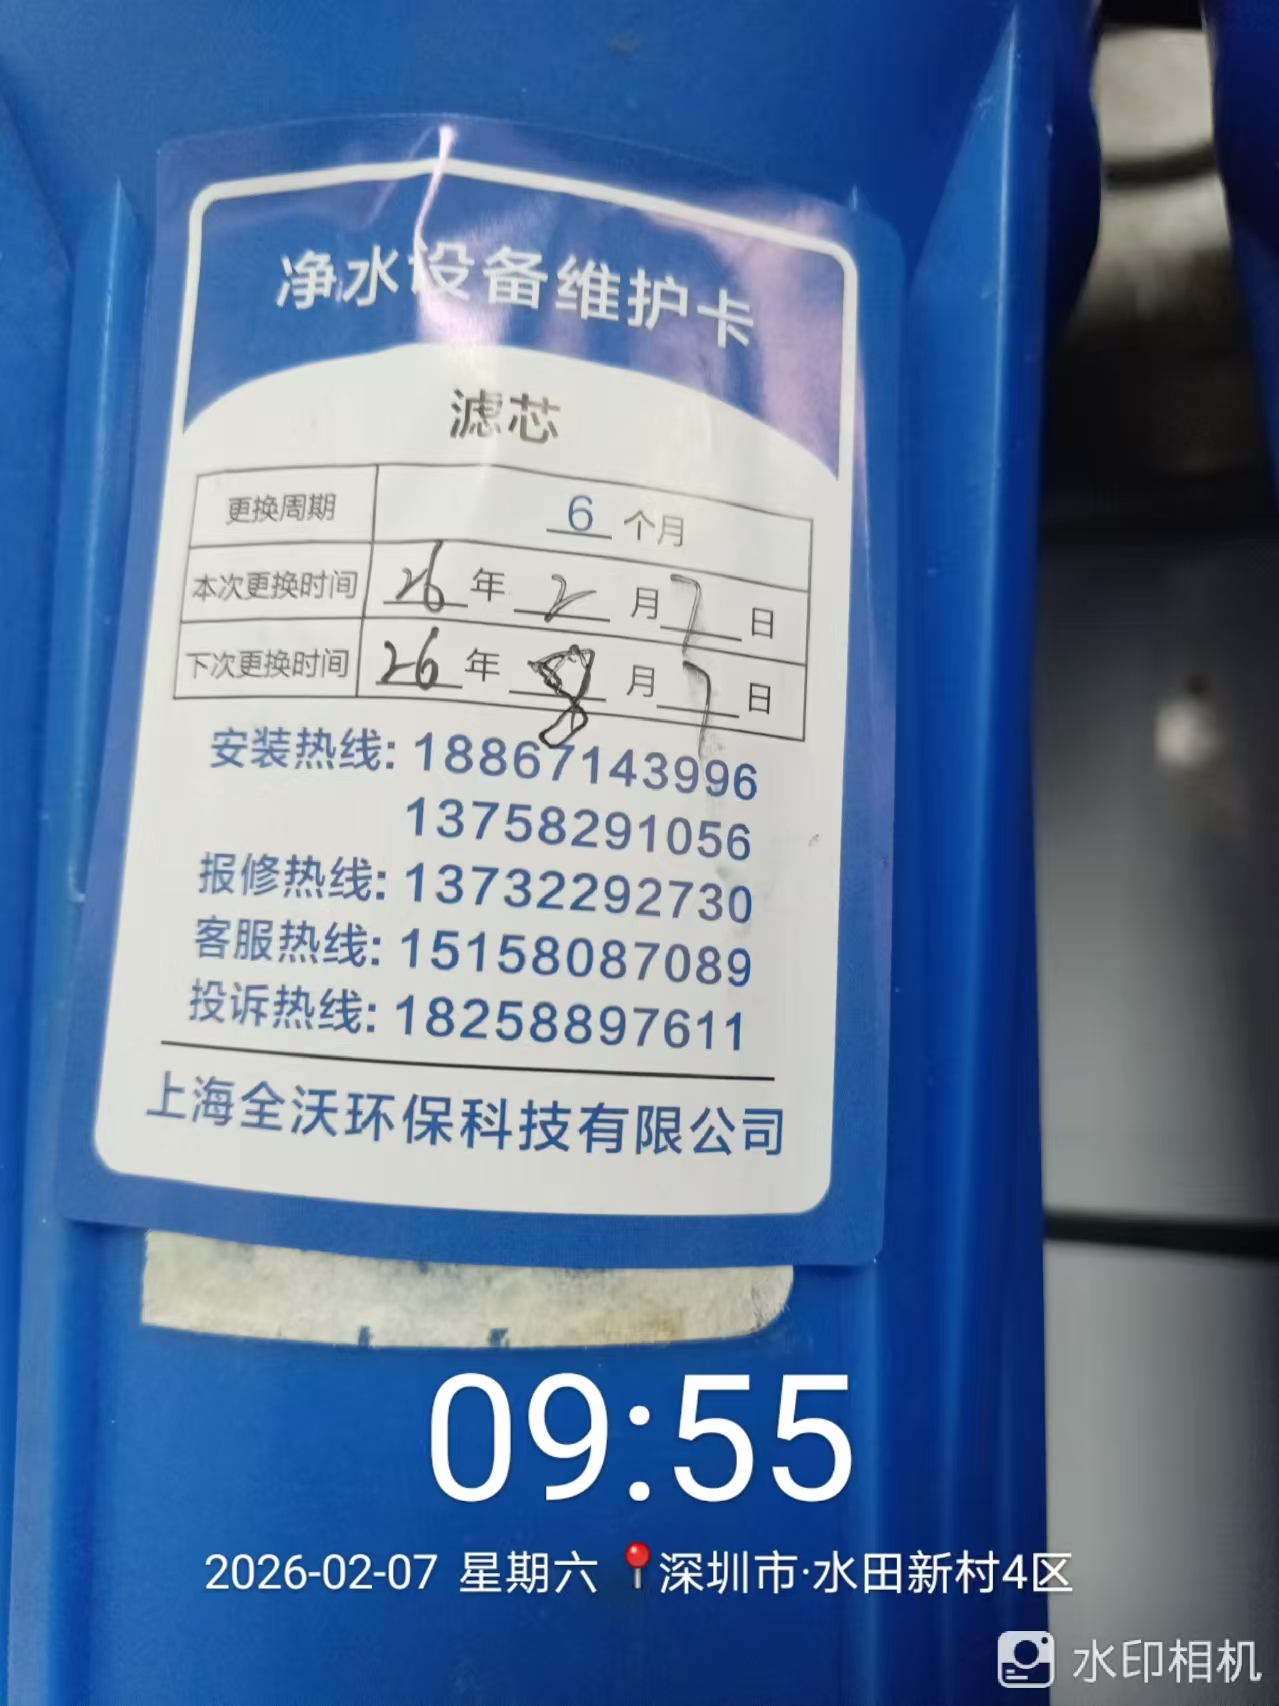 净水设备维护卡
滤芯
更换周期 6 个月
本次更换时间 26 年 2 月 7 日
下次更换时间 26 年 8 月 7 日
安装热线: 18867143996
13758291056
报修热线: 13732292730
客服热线: 15158087089
投诉热线: 18258897611
上海全沃环保科技有限公司
09:55
2026-02-07 星期六 📍深圳市·水田新村4区
水印相机